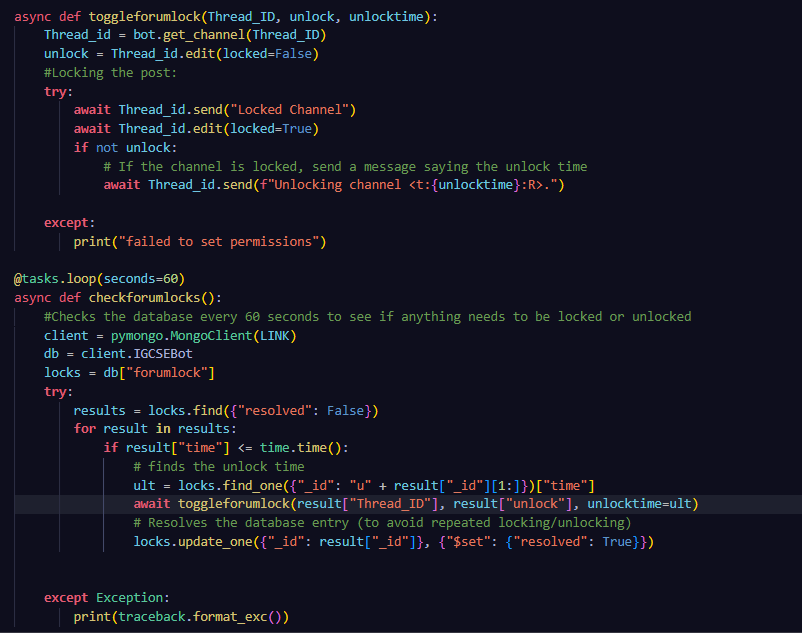 async def toggleforumlock(Thread_ID, unlock, unlocktime):
    Thread_id = bot.get_channel(Thread_ID)
    unlock = Thread_id.edit(locked=False)
    #Locking the post:
    try:
        await Thread_id.send("Locked Channel")
        await Thread_id.edit(locked=True)
        if not unlock:
            # If the channel is locked, send a message saying the unlock time
            await Thread_id.send(f"Unlocking channel <t:{unlocktime}:R>.")
    except:
        print("failed to set permissions")
@tasks.loop(seconds=60)
async def checkforumlocks():
    #Checks the database every 60 seconds to see if anything needs to be locked or unlocked
    client = pymongo.MongoClient(LINK)
    db = client.IGCSEBot
    locks = db["forumlock"]
    try:
        results = locks.find({"resolved": False})
        for result in results:
            if result["time"] <= time.time():
                # finds the unlock time
                ult = locks.find_one({"_id": "u" + result["_id"][1:]})["time"]
                await toggleforumlock(result["Thread_ID"], result["unlock"], unlocktime=ult)
                # Resolves the database entry (to avoid repeated locking/unlocking)
                locks.update_one({"_id": result["_id"]}, {"$set": {"resolved": True}})
    except Exception:
        print(traceback.format_exc())